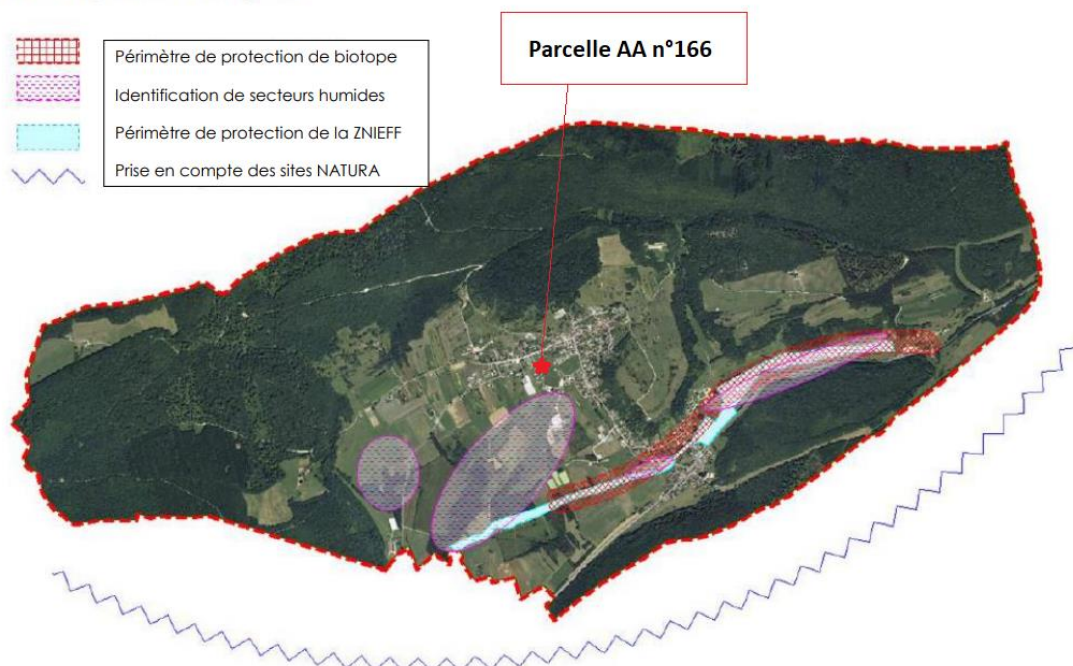 Parcelle AA n°166
Périmètre de protection de biotope
Identification de secteurs humides
Périmètre de protection de la ZNIEFF
Prise en compte des sites NATURA